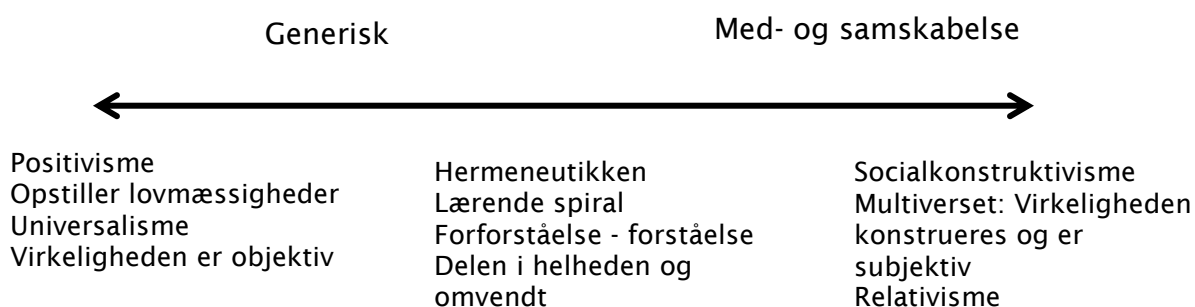 Generisk
Med- og samskabelse
Positivisme
Opstiller lovmæssigheder
Universalisme
Virkeligheden er objektiv
Hermeneutikken
Lærende spiral
Forforståelse - forståelse
Delen i helheden og
omvendt
Socialkonstruktivisme
Multiverset: Virkeligheden
konstrueres og er
subjektiv
Relativisme